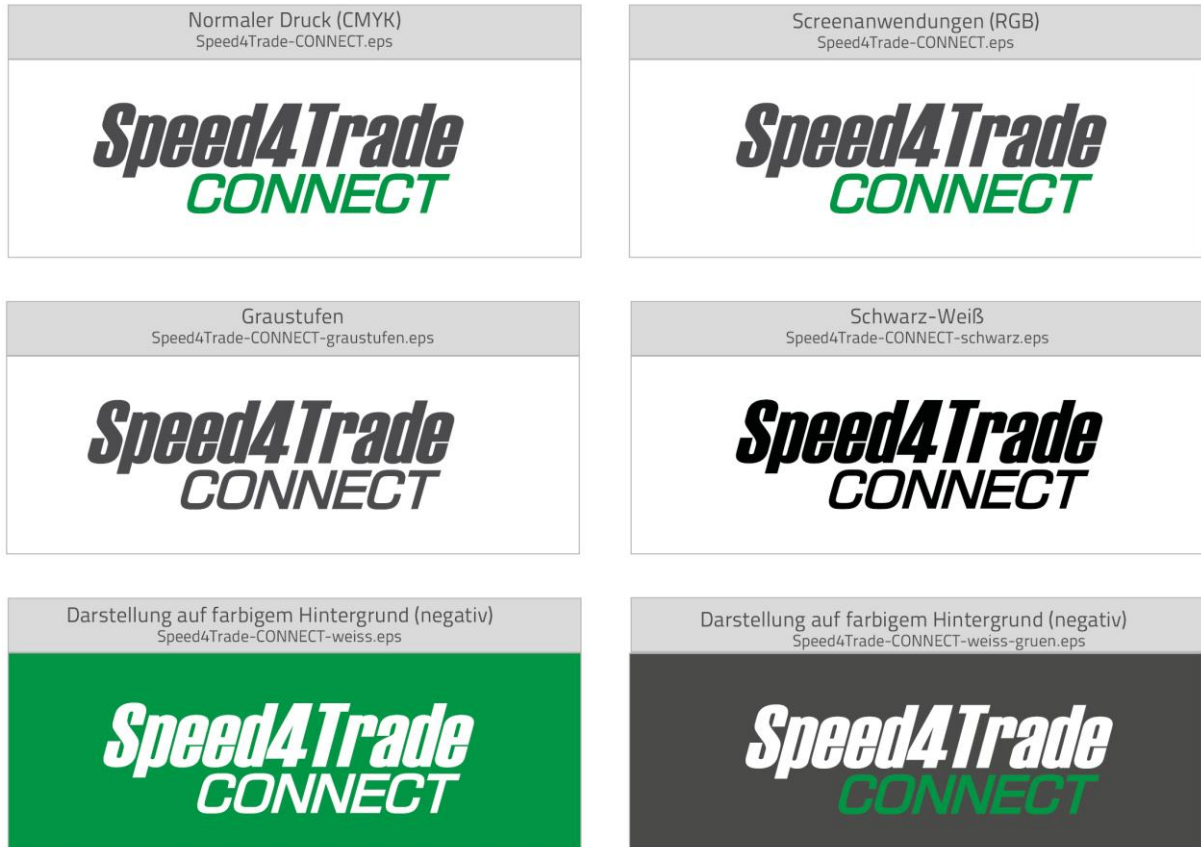 Normaler Druck (CMYK)
Speed4Trade-CONNECT.eps
Speed4Trade
CONNECT
Screenanwendungen (RGB)
Speed4Trade-CONNECT.eps
Speed4Trade
CONNECT
Graustufen
Speed4Trade-CONNECT-graustufen.eps
Speed4Trade
CONNECT
Schwarz-Weiß
Speed4Trade-CONNECT-schwarz.eps
Speed4Trade
CONNECT
Darstellung auf farbigem Hintergrund (negativ)
Speed4Trade-CONNECT-weiss.eps
Speed4Trade
CONNECT
Darstellung auf farbigem Hintergrund (negativ)
Speed4Trade-CONNECT-weiss-gruen.eps
Speed4Trade
CONNECT